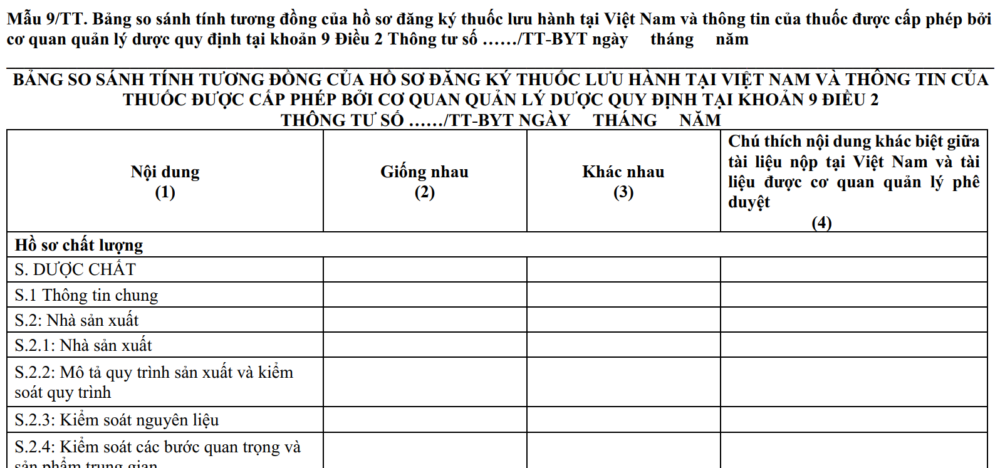 Mẫu 9/TT. Bảng so sánh tính tương đồng của hồ sơ đăng ký thuốc lưu hành tại Việt Nam và thông tin của thuốc được cấp phép bởi
cơ quan quản lý dược quy định tại khoản 9 Điều 2 Thông tư số ....../TT-BYT ngày     tháng     năm
BẢNG SO SÁNH TÍNH TƯƠNG ĐỒNG CỦA HỒ SƠ ĐĂNG KÝ THUỐC LƯU HÀNH TẠI VIỆT NAM VÀ THÔNG TIN CỦA
THUỐC ĐƯỢC CẤP PHÉP BỞI CƠ QUAN QUẢN LÝ DƯỢC QUY ĐỊNH TẠI KHOẢN 9 ĐIỀU 2
THÔNG TƯ SỐ ....../TT-BYT NGÀY     THÁNG     NĂM
Nội dung
(1)
Giống nhau
(2)
Khác nhau
(3)
Chú thích nội dung khác biệt giữa
tài liệu nộp tại Việt Nam và tài
liệu được cơ quan quản lý phê
duyệt
(4)
Hồ sơ chất lượng
S. DƯỢC CHẤT
S.1 Thông tin chung
S.2: Nhà sản xuất
S.2.1: Nhà sản xuất
S.2.2: Mô tả quy trình sản xuất và kiểm
soát quy trình
S.2.3: Kiểm soát nguyên liệu
S.2.4: Kiểm soát các bước quan trọng và
sản phẩm trung gian